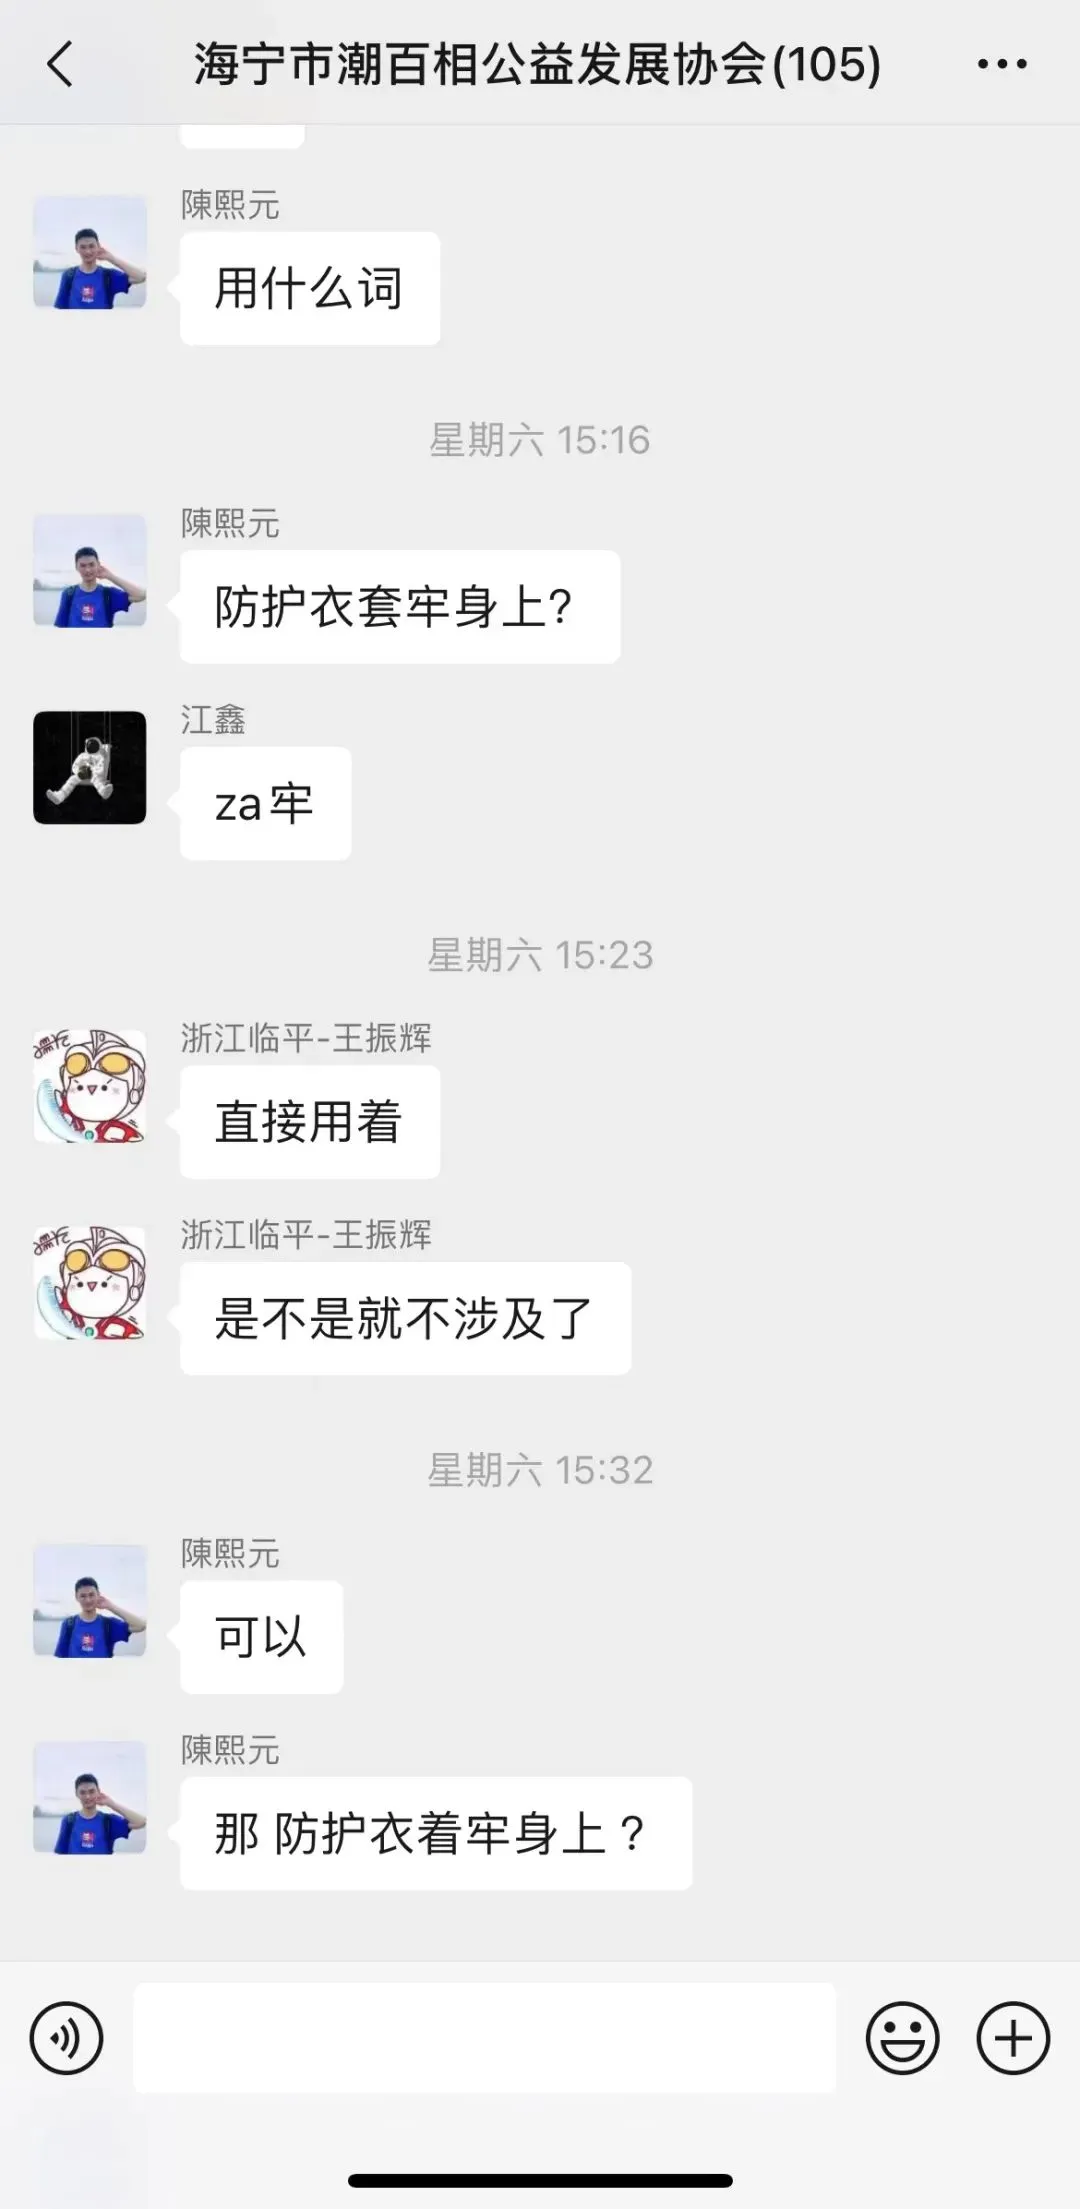 海宁市潮百相公益发展协会(105)
陳熙元
用什么词
星期六 15:16
陳熙元
防护衣套牢身上?
江鑫
za牢
星期六 15:23
浙江临平-王振辉
直接用着
浙江临平-王振辉
是不是就不涉及了
星期六 15:32
陳熙元
可以
陳熙元
那 防护衣着牢身上？